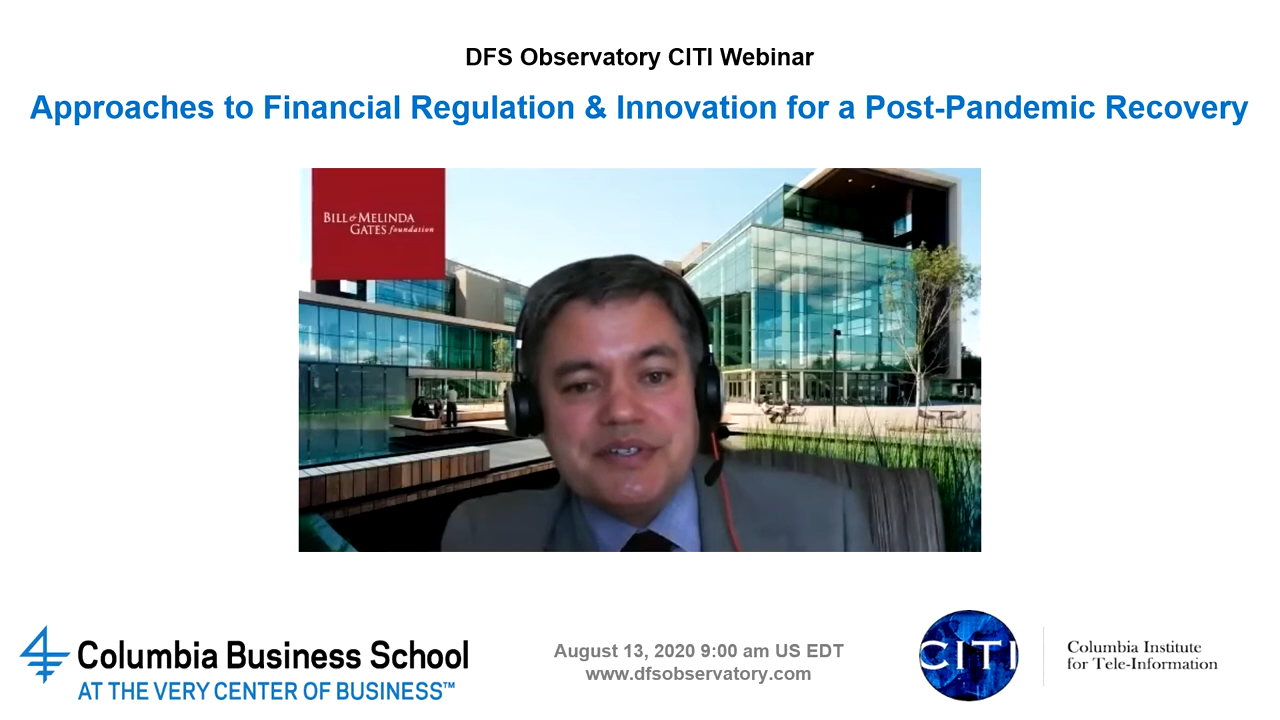 DFS Observatory CITI Webinar
Approaches to Financial Regulation & Innovation for a Post-Pandemic Recovery
BILL & MELINDA
GATES foundation
Columbia Business School
AT THE VERY CENTER OF BUSINESS™
August 13, 2020 9:00 am US EDT
www.dfsobservatory.com
CITI
Columbia Institute
for Tele-Information